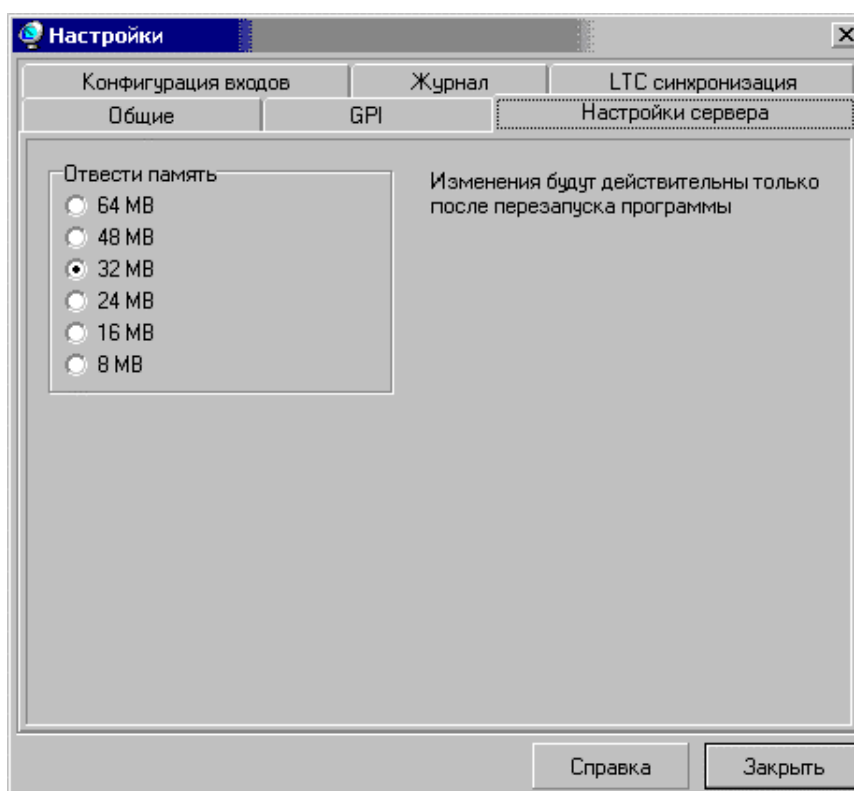 Настройки
Конфигурация входов
Журнал
LTC синхронизация
Общие
GPI
Настройки сервера
Отвести память
64 MB
48 MB
32 MB
24 MB
16 MB
8 MB
Изменения будут действительны только
после перезапуска программы
Справка
Закрыть